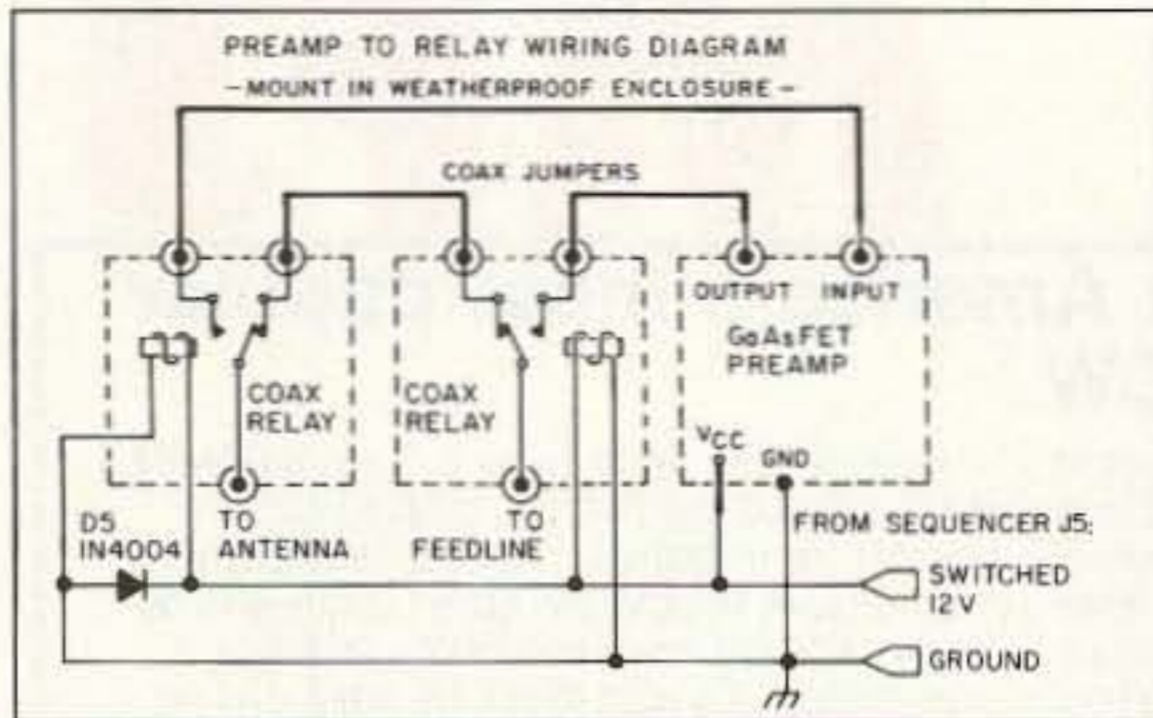 PREAMP TO RELAY WIRING DIAGRAM
-MOUNT IN WEATHERPROOF ENCLOSURE-
COAX JUMPERS
OUTPUT INPUT
GaAsFET
PREAMP
COAX
RELAY
COAX
RELAY
VCC
GND
D5
IN4004
TO
ANTENNA
TO
FEEDLINE
FROM SEQUENCER J5:
SWITCHED
12V
GROUND